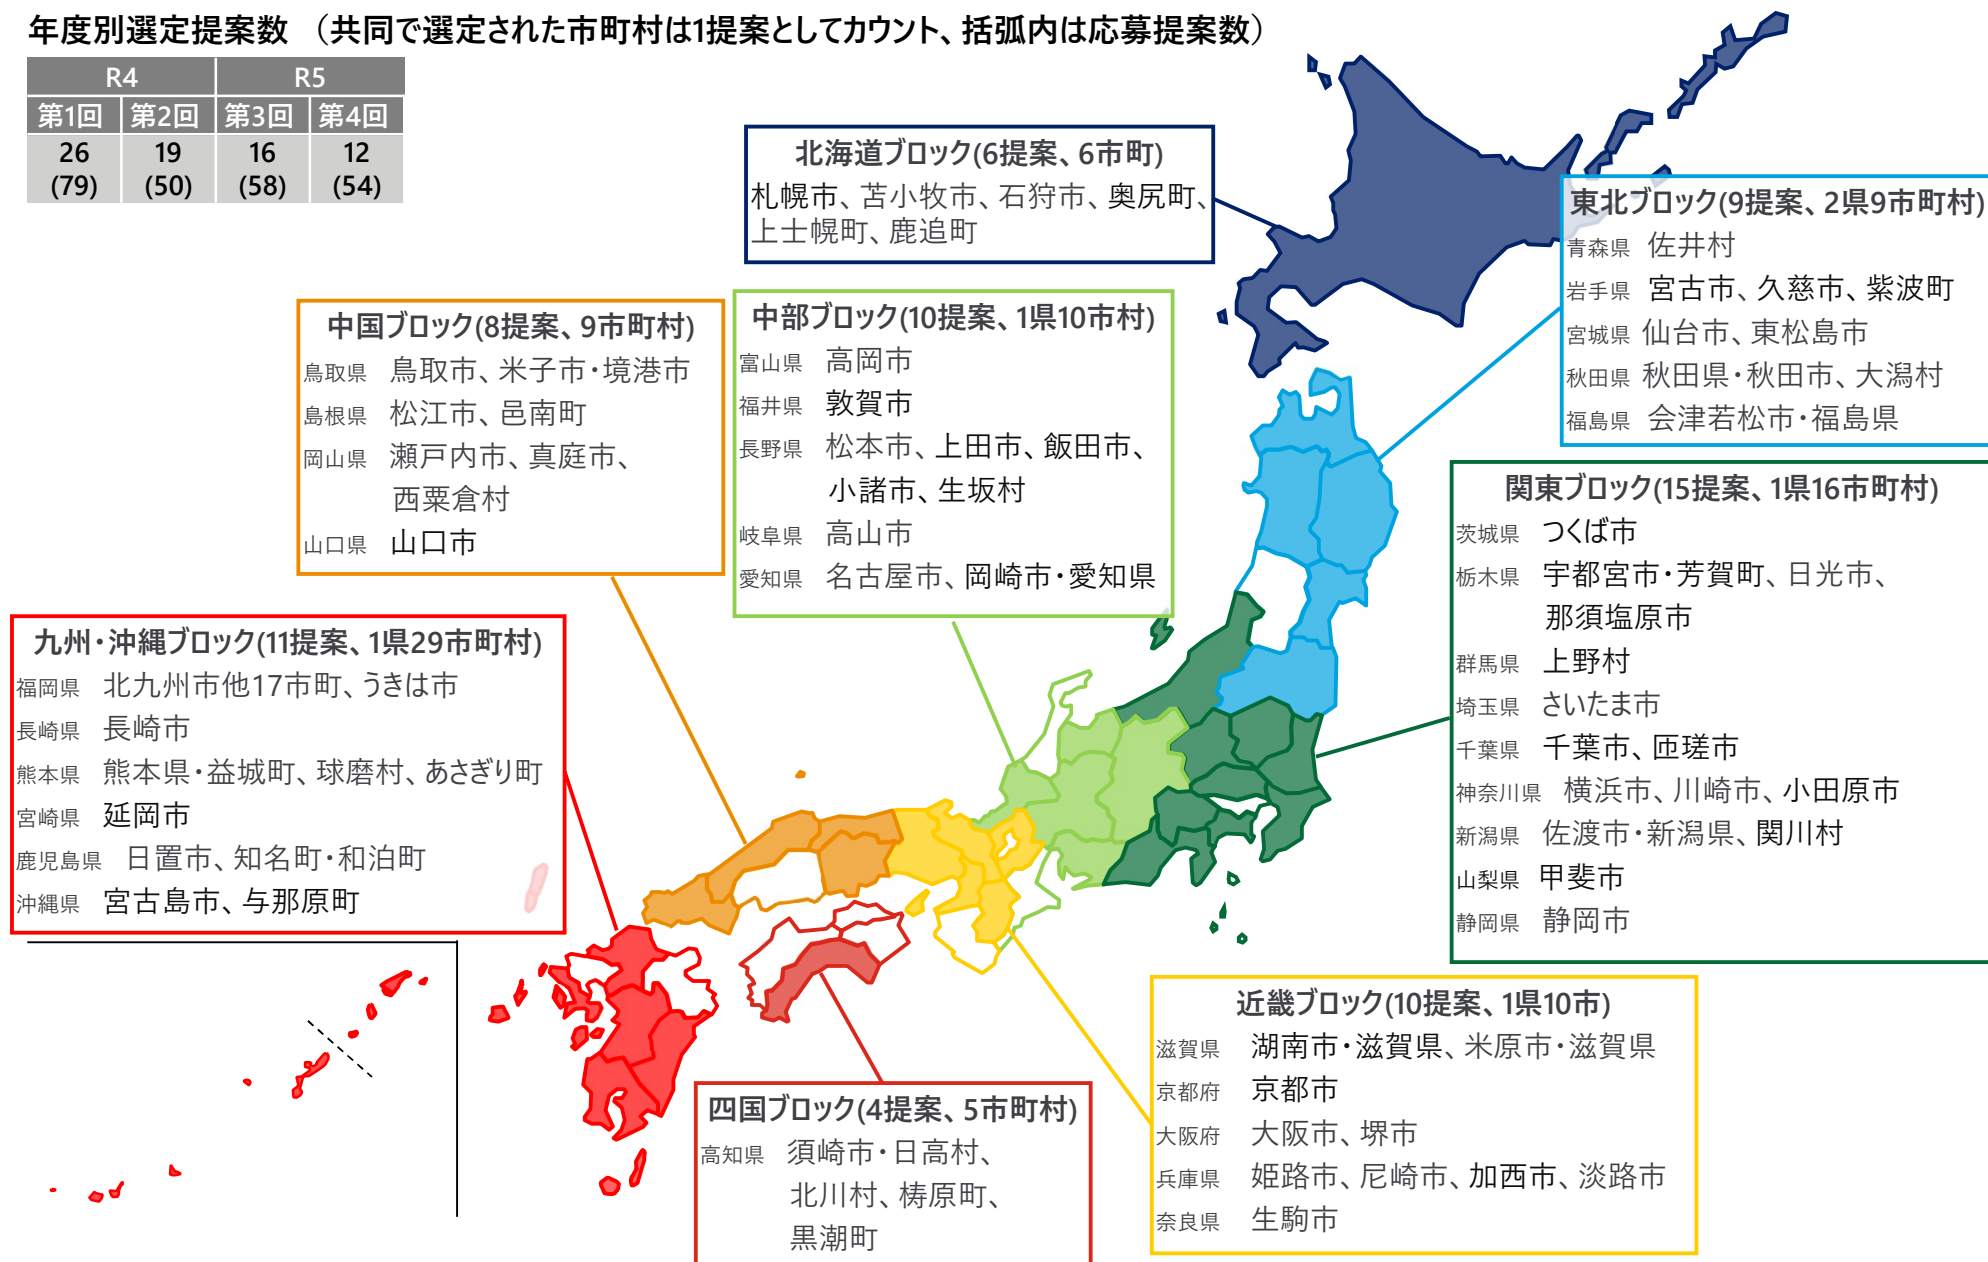 年度別選定提案数 （共同で選定された市町村は1提案としてカウント、括弧内は応募提案数）
R4 R5
第1回 第2回 第3回 第4回
26 19 16 12
(79) (50) (58) (54)
北海道ブロック(6提案、6市町)
札幌市、苫小牧市、石狩市、奥尻町、
上士幌町、鹿追町
東北ブロック(9提案、2県9市町村)
青森県 佐井村
岩手県 宮古市、久慈市、紫波町
宮城県 仙台市、東松島市
秋田県 秋田県・秋田市、大潟村
福島県 会津若松市・福島県
中国ブロック(8提案、9市町村)
鳥取県 鳥取市、米子市・境港市
島根県 松江市、邑南町
岡山県 瀬戸内市、真庭市、
西粟倉村
山口県 山口市
中部ブロック(10提案、1県10市村)
富山県 高岡市
福井県 敦賀市
長野県 松本市、上田市、飯田市、
小諸市、生坂村
岐阜県 高山市
愛知県 名古屋市、岡崎市・愛知県
関東ブロック(15提案、1県16市町村)
茨城県 つくば市
栃木県 宇都宮市・芳賀町、日光市、
那須塩原市
群馬県 上野村
埼玉県 さいたま市
千葉県 千葉市、匝瑳市
神奈川県 横浜市、川崎市、小田原市
新潟県 佐渡市・新潟県、関川村
山梨県 甲斐市
静岡県 静岡市
九州・沖縄ブロック(11提案、1県29市町村)
福岡県 北九州市他17市町、うきは市
長崎県 長崎市
熊本県 熊本県・益城町、球磨村、あさぎり町
宮崎県 延岡市
鹿児島県 日置市、知名町・和泊町
沖縄県 宮古島市、与那原町
近畿ブロック(10提案、1県10市)
滋賀県 湖南市・滋賀県、米原市・滋賀県
京都府 京都市
大阪府 大阪市、堺市
兵庫県 姫路市、尼崎市、加西市、淡路市
奈良県 生駒市
四国ブロック(4提案、5市町村)
高知県 須崎市・日高村、
北川村、梼原町、
黒潮町